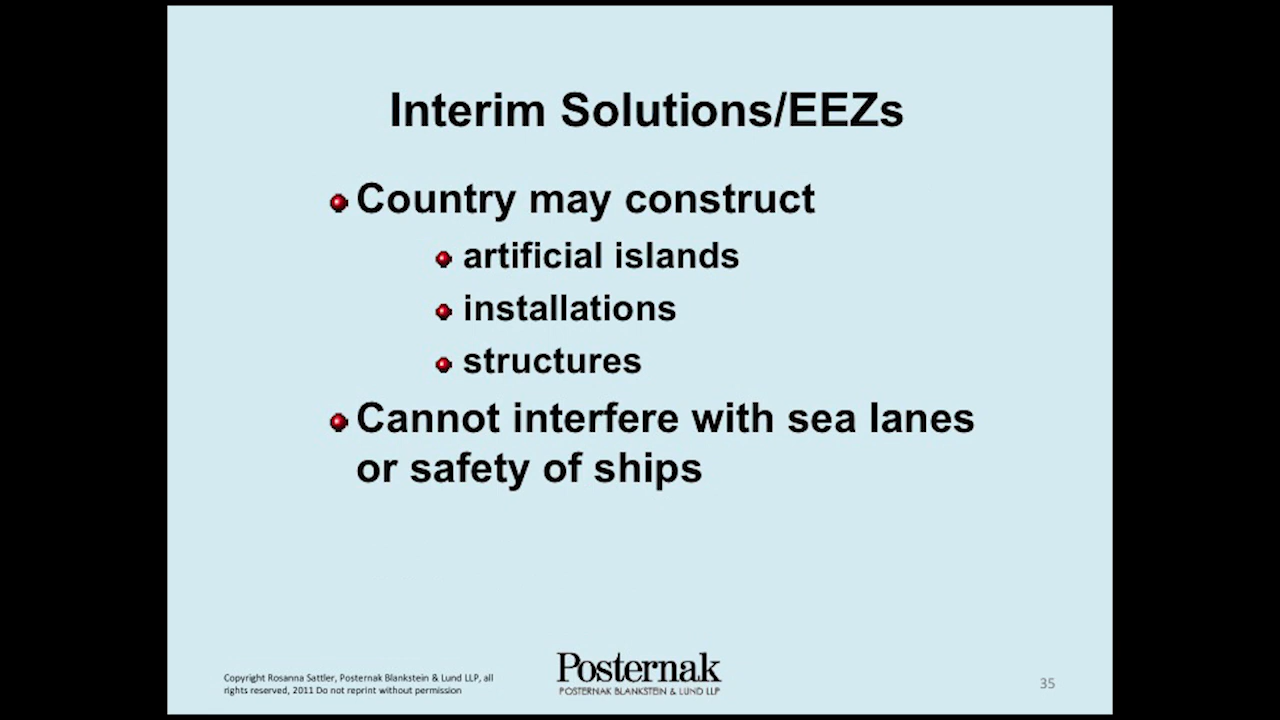 Interim Solutions/EEZs
Country may construct
artificial islands
installations
structures
Cannot interfere with sea lanes
or safety of ships
Copyright Rosanna Sattler, Posternak Blankstein & Lund LLP, all
rights reserved, 2011 Do not reprint without permission
Posternak
POSTERNAK BLANKSTEIN & LUND LLP
35